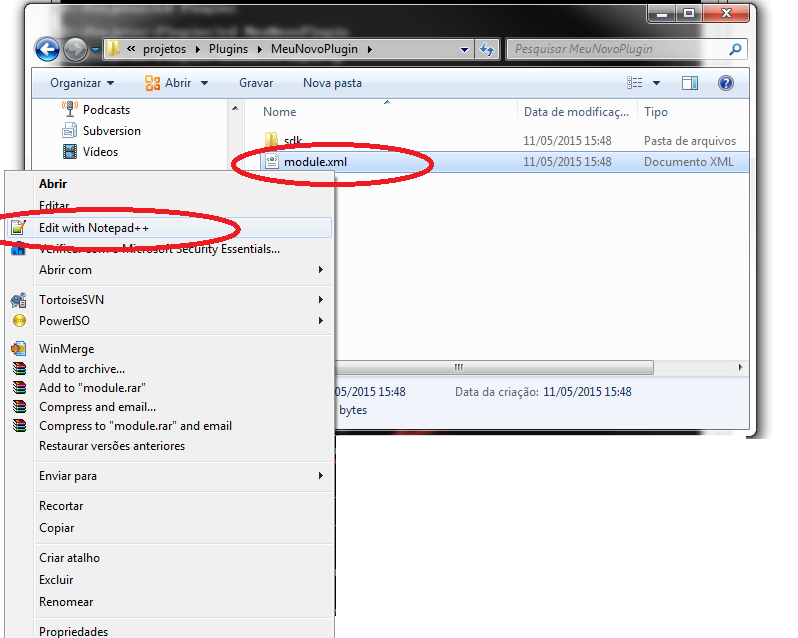 « projetos Plugins MeuNovoPlugin
Pesquisar MeuNovoPlugin
Organizar Abrir Gravar Nova pasta
Podcasts
Subversion
Vídeos
Nome Data de modificaç... Tipo
sdk 11/05/2015 15:48 Pasta de arquivos
module.xml 11/05/2015 15:48 Documento XML
Abrir
Editar
Edit with Notepad++
Verificar com o Microsoft Security Essentials...
Abrir com
TortoiseSVN
PowerISO
WinMerge
Add to archive...
Add to "module.rar"
Compress and email...
Compress to "module.rar" and email
Restaurar versões anteriores
Enviar para
Recortar
Copiar
Criar atalho
Excluir
Renomear
Propriedades
05/2015 15:48 Data da criação: 11/05/2015 15:48
bytes